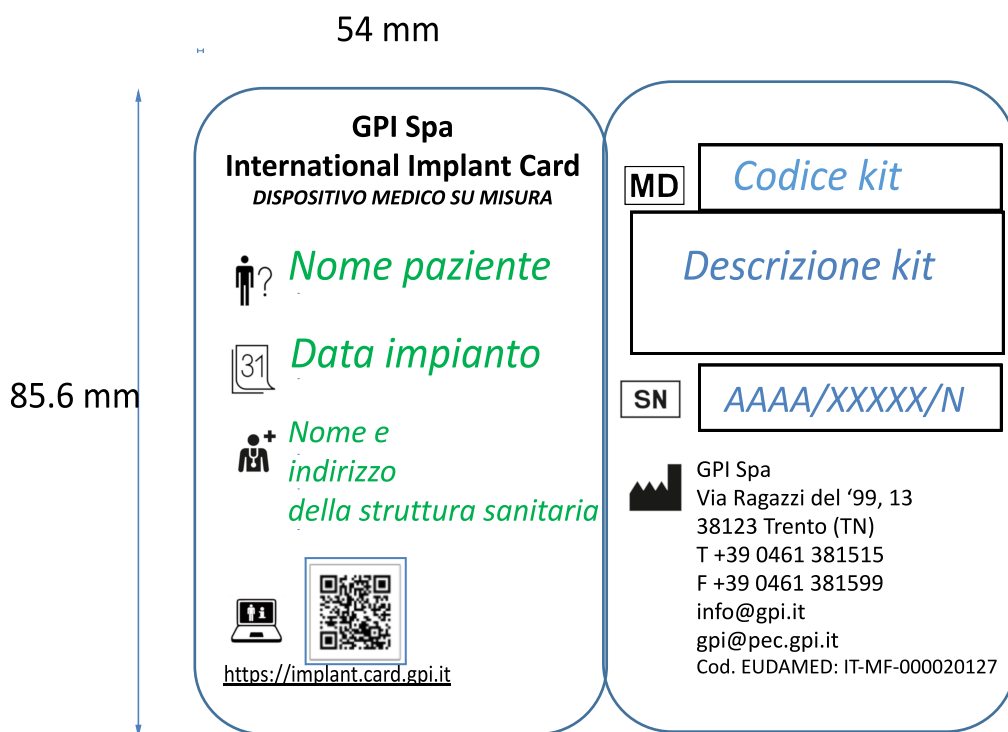 54 mm
85.6 mm
GPI Spa
International Implant Card
DISPOSITIVO MEDICO SU MISURA
? Nome paziente
31 Data impianto
Nome e
indirizzo
della struttura sanitaria
https://implant.card.gpi.it
MD Codice kit
Descrizione kit
SN AAAA/XXXXX/N
GPI Spa
Via Ragazzi del ‘99, 13
38123 Trento (TN)
T +39 0461 381515
F +39 0461 381599
info@gpi.it
gpi@pec.gpi.it
Cod. EUDAMED: IT-MF-000020127